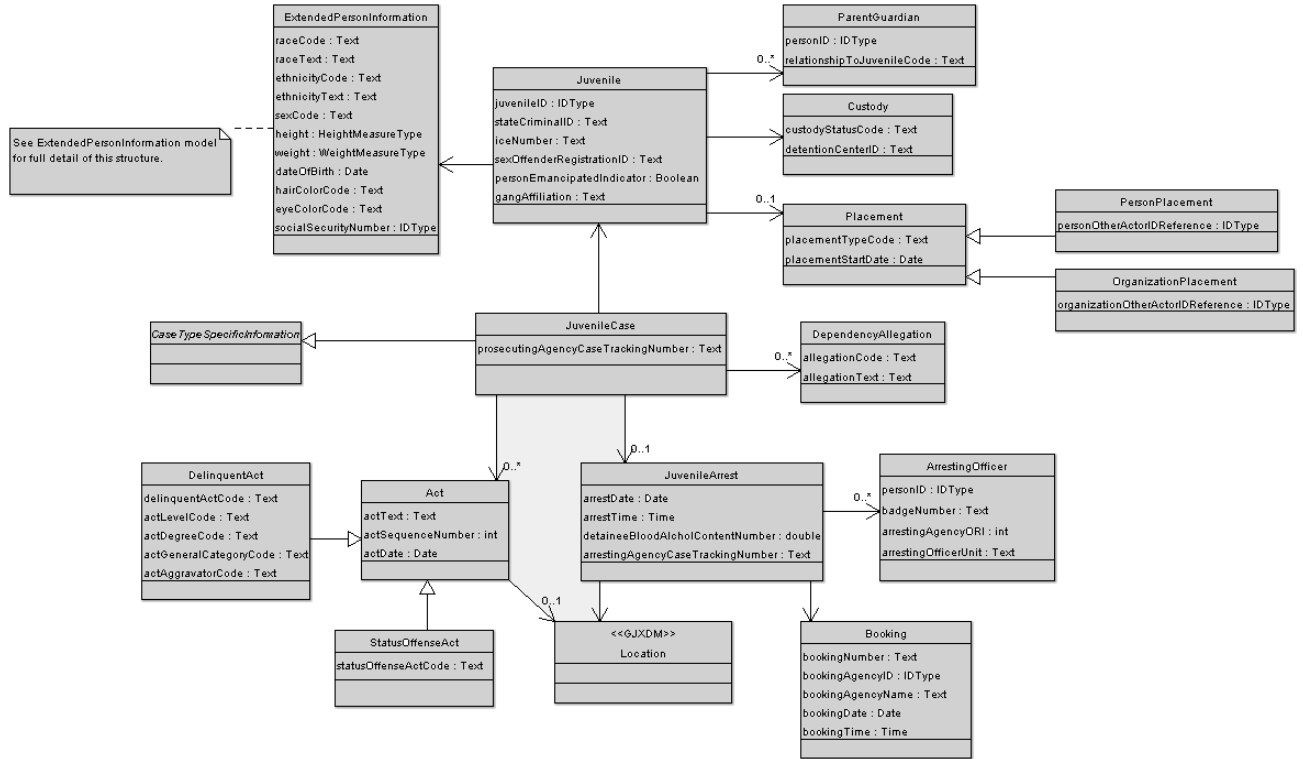 ExtendedPersonInformation
raceCode : Text
raceText : Text
ethnicityCode : Text
ethnicityText : Text
sexCode : Text
height : HeightMeasureType
weight : WeightMeasureType
dateOfBirth : Date
hairColorCode : Text
eyeColorCode : Text
socialSecurityNumber : IDType
See ExtendedPersonInformation model
for full detail of this structure.
Juvenile
juvenileID : IDType
stateCriminalID : Text
iceNumber : Text
sexOffenderRegistrationID : Text
personEmancipatedIndicator : Boolean
gangAffiliation : Text
0..*
ParentGuardian
personID : IDType
relationshipToJuvenileCode : Text
Custody
custodyStatusCode : Text
detentionCenterID : Text
0..1
Placement
placementTypeCode : Text
placementStartDate : Date
PersonPlacement
personOtherActorIDReference : IDType
OrganizationPlacement
organizationOtherActorIDReference : IDType
CaseTypeSpecificInformation
JuvenileCase
prosecutingAgencyCaseTrackingNumber : Text
0..*
DependencyAllegation
allegationCode : Text
allegationText : Text
0..*
0..1
DelinquentAct
delinquentActCode : Text
actLevelCode : Text
actDegreeCode : Text
actGeneralCategoryCode : Text
actAggravatorCode : Text
Act
actText : Text
actSequenceNumber : int
actDate : Date
JuvenileArrest
arrestDate : Date
arrestTime : Time
detaineeBloodAlcholContentNumber : double
arrestingAgencyCaseTrackingNumber : Text
0..*
ArrestingOfficer
personID : IDType
badgeNumber : Text
arrestingAgencyORI : int
arrestingOfficerUnit : Text
0..1
StatusOffenseAct
statusOffenseActCode : Text
<<GJXDM>>
Location
Booking
bookingNumber : Text
bookingAgencyID : IDType
bookingAgencyName : Text
bookingDate : Date
bookingTime : Time